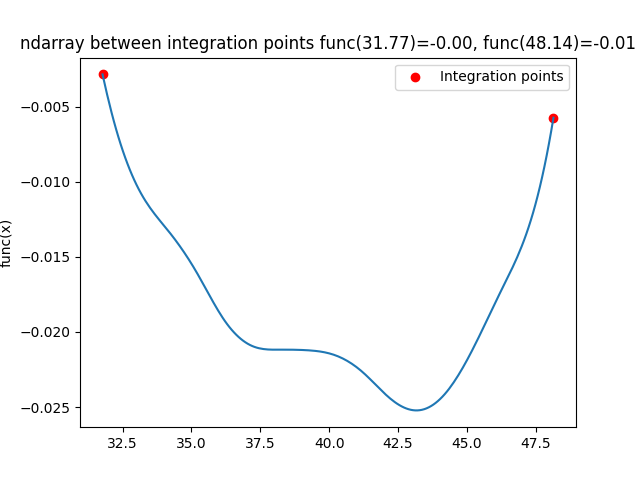 ndarray between integration points func(31.77)=-0.00, func(48.14)=-0.01
Integration points
func(x)
−0.005
−0.010
−0.015
−0.020
−0.025
32.5 35.0 37.5 40.0 42.5 45.0 47.5